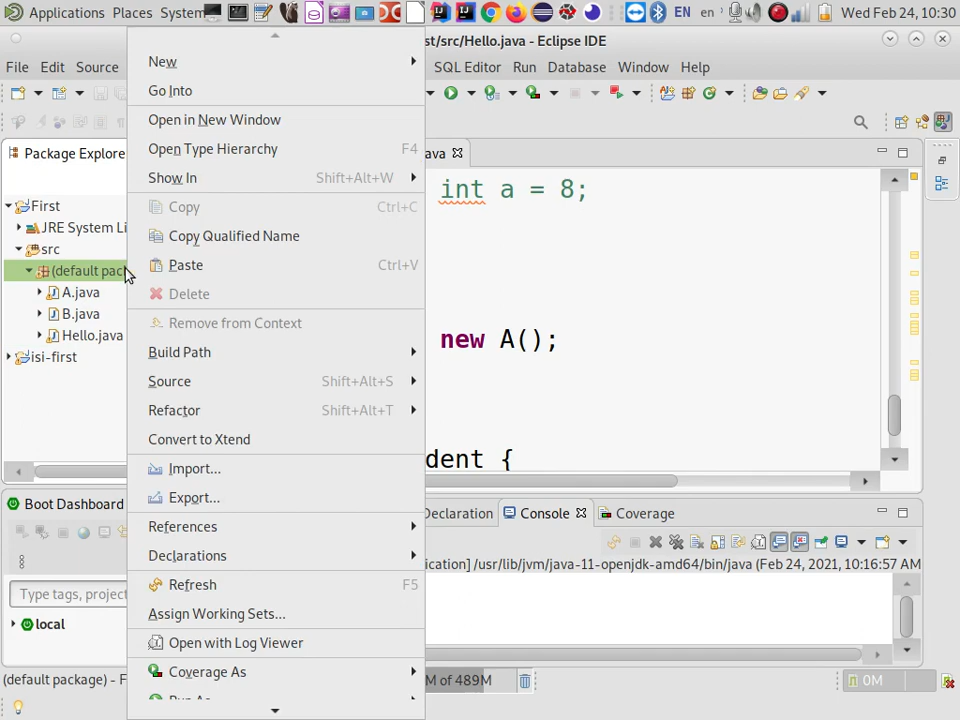 Applications Places System EN en Wed Feb 24, 10:30
st/src/Hello.java - Eclipse IDE
File Edit Source SQL Editor Run Database Window Help
Package Explore
ava
First
JRE System Li
src
(default pac
A.java
B.java
Hello.java
isi-first
New
Go Into
Open in New Window
Open Type Hierarchy F4
Show In Shift+Alt+W
Copy Ctrl+C
Copy Qualified Name
Paste Ctrl+V
Delete
Remove from Context
Build Path
Source Shift+Alt+S
Refactor Shift+Alt+T
Convert to Xtend
Import...
Export...
References
Declarations
Refresh F5
Assign Working Sets...
Open with Log Viewer
Coverage As
Run As
int a = 8;
new A();
dent {
Boot Dashboard
Type tags, project
local
Declaration Console Coverage
ication] /usr/lib/jvm/java-11-openjdk-amd64/bin/java (Feb 24, 2021, 10:16:57 AM
(default package) - F
M of 489M
0M